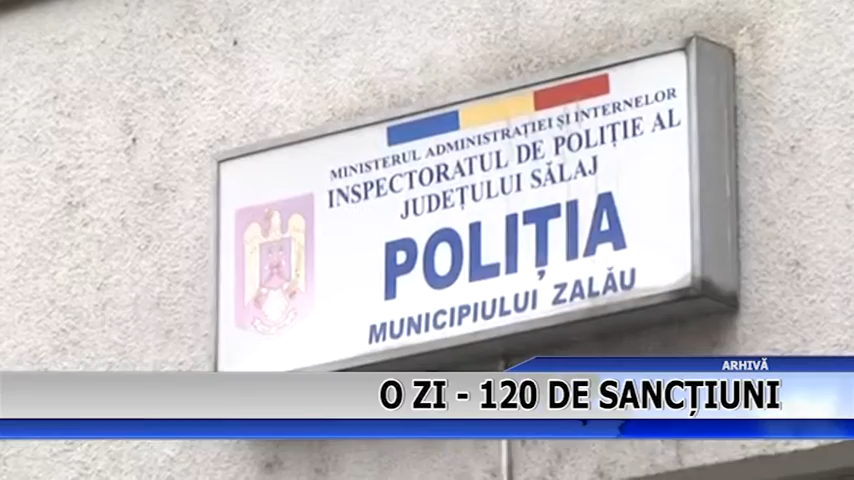 MINISTERUL ADMINISTRAȚIEI ȘI INTERNELOR
INSPECTORATUL DE POLIȚIE AL
JUDEȚULUI SĂLAJ
POLIȚIA
MUNICIPIULUI ZALĂU
ARHIVĂ
O ZI - 120 DE SANCȚIUNI